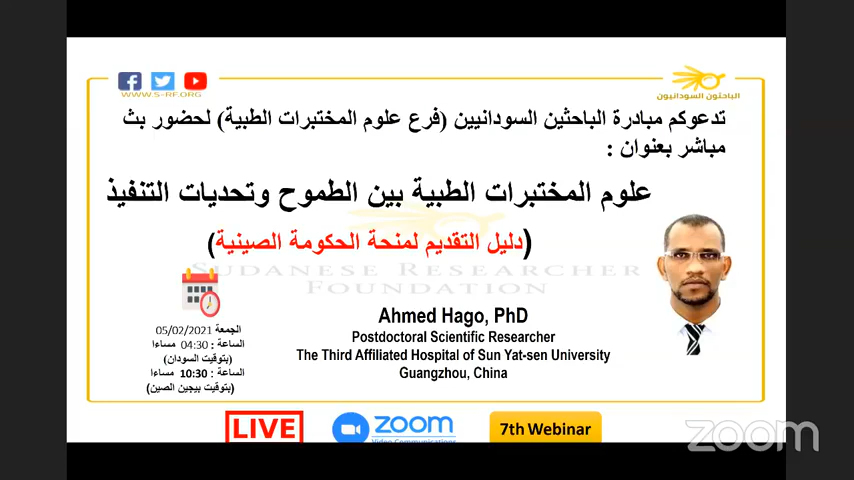 WWW.S-RF.ORG
الباحثون السودانيون
تدعوكم مبادرة الباحثين السودانيين (فرع علوم المختبرات الطبية) لحضور بث
مباشر بعنوان :
علوم المختبرات الطبية بين الطموح وتحديات التنفيذ
(دليل التقديم لمنحة الحكومة الصينية)
SUDANESE RESEARCHER
FOUNDATION
Ahmed Hago, PhD
Postdoctoral Scientific Researcher
The Third Affiliated Hospital of Sun Yat-sen University
Guangzhou, China
الجمعة 05/02/2021
الساعة : 04:30 مساءا
(بتوقيت السودان)
الساعة : 10:30 مساءا
(بتوقيت بيجين الصين)
LIVE
zoom
Video Communications
7th Webinar
zoom